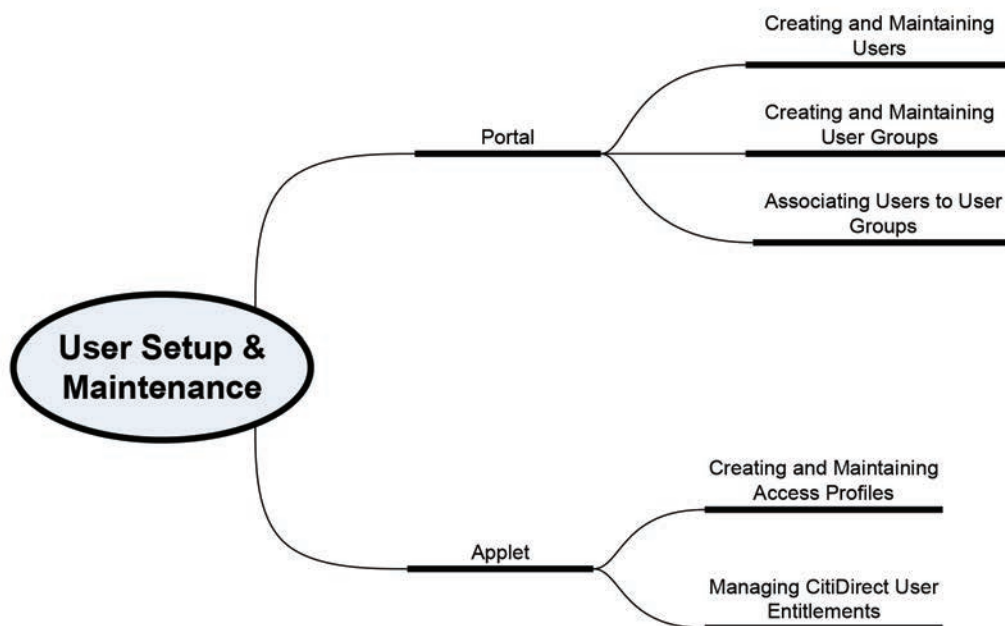 Creating and Maintaining
Users
Creating and Maintaining
User Groups
Portal
Associating Users to User
Groups
User Setup &
Maintenance
Creating and Maintaining
Access Profiles
Applet
Managing CitiDirect User
Entitlements